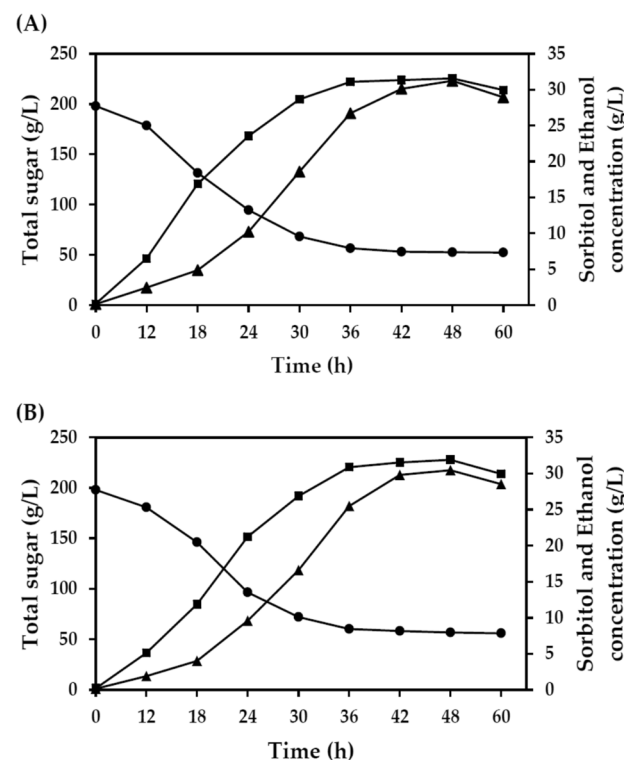 (A)
250
200
150
100
50
0
Total sugar (g/L)
35
30
25
20
15
10
5
0
Sorbitol and Ethanol
concentration (g/L)
0 12 18 24 30 36 42 48 60
Time (h)
(B)
250
200
150
100
50
0
Total sugar (g/L)
35
30
25
20
15
10
5
0
Sorbitol and Ethanol
concentration (g/L)
0 12 18 24 30 36 42 48 60
Time (h)